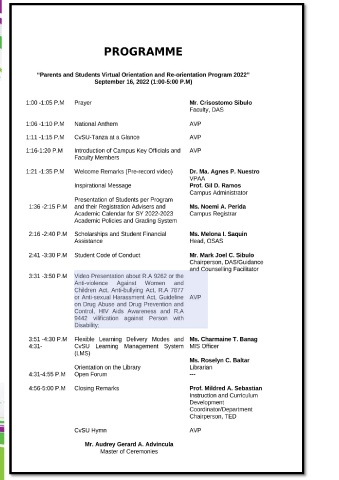 PROGRAMME
"Parents and Students Virtual Orientation and Re-orientation Program 2022"
September 16, 2022 (1:00-5:00 P.M)
1:00 -1:05 P.M Prayer Mr. Crisostomo Sibulo
Faculty, DAS
1:06 -1:10 P.M National Anthem AVP
1:11 -1:15 P.M CvSU-Tanza at a Glance AVP
1:16-1:20 P.M Introduction of Campus Key Officials and AVP
Faculty Members
1:21 -1:35 P.M Welcome Remarks (Pre-record video) Dr. Ma. Agnes P. Nuestro
VPAA
Inspirational Message Prof. Gil D. Ramos
Campus Administrator
Presentation of Students per Program
1:36 -2:15 P.M and their Registration Advisers and Ms. Noemi A. Perida
Academic Calendar for SY 2022-2023 Campus Registrar
Academic Policies and Grading System
2:16 -2:40 P.M Scholarships and Student Financial Ms. Melona I. Saquin
Assistance Head, OSAS
2:41 -3:30 P.M Student Code of Conduct Mr. Mark Joel C. Sibulo
Chairperson, DAS/Guidance
and Counselling Facilitator
3:31 -3:50 P.M Video Presentation about R.A 9262 or the
Anti-violence Against Women and
Children Act, Anti-bullying Act, R.A 7877
or Anti-sexual Harassment Act, Guideline AVP
on Drug Abuse and Drug Prevention and
Control, HIV Aids Awareness and R.A
9442 vilification against Person with
Disability;
3:51 -4:30 P.M Flexible Learning Delivery Modes and Ms. Charmaine T. Banag
4:31- CvSU Learning Management System MIS Officer
(LMS)
Ms. Roselyn C. Baltar
Orientation on the Library Librarian
4:31-4:55 P.M Open Forum ---
4:56-5:00 P.M Closing Remarks Prof. Mildred A. Sebastian
Instruction and Curriculum
Development
Coordinator/Department
Chairperson, TED
CvSU Hymn AVP
Mr. Audrey Gerard A. Advincula
Master of Ceremonies